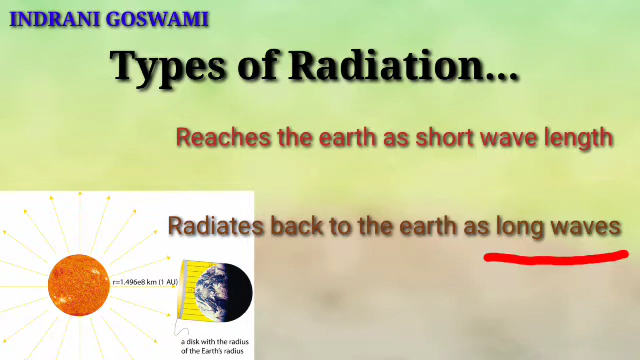 INDRANI GOSWAMI
Types of Radiation...
Reaches the earth as short wave length
Radiates back to the earth as long waves
r=1.496e8 km (1 AU)
a disk with the radius
of the Earth's radius